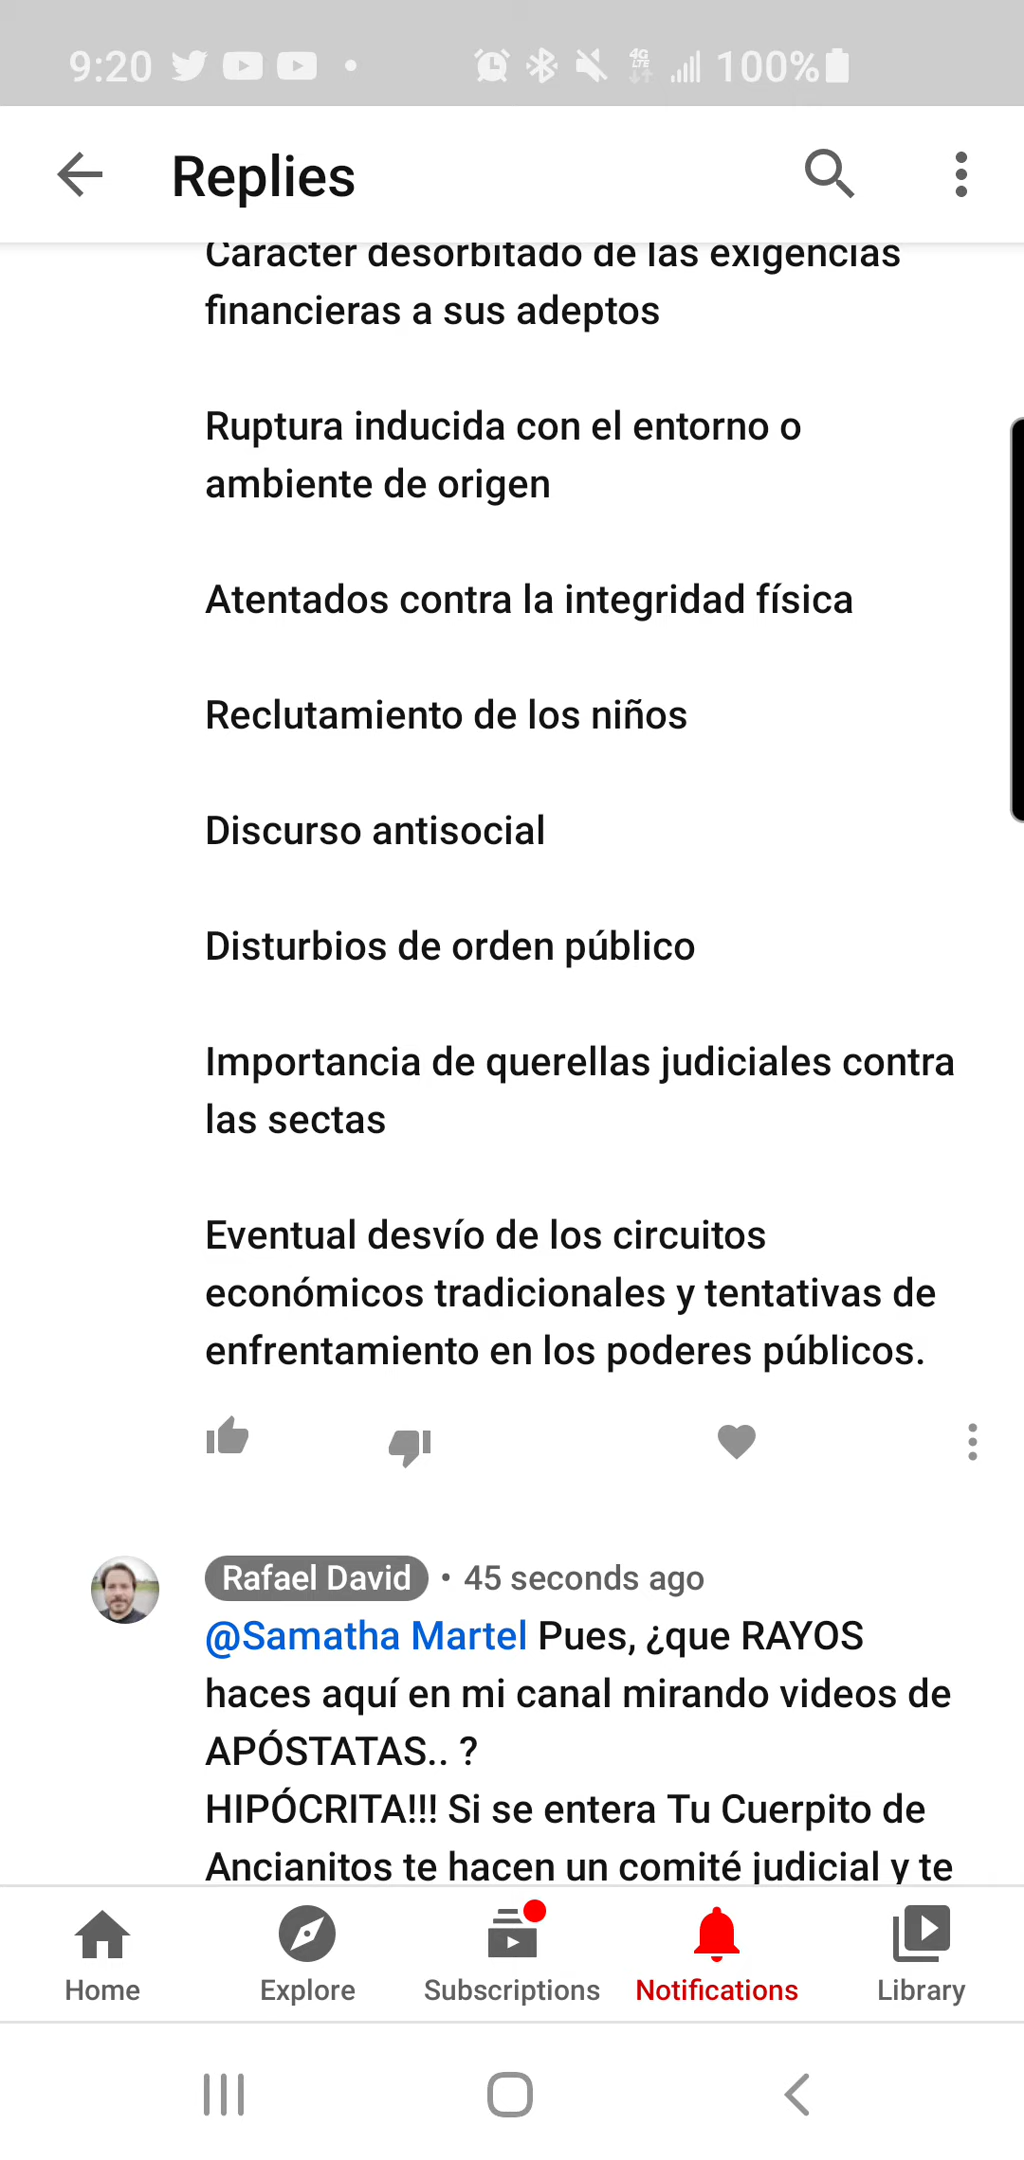 9:20
4G
LTE
100%
Replies
Carácter desorbitado de las exigencias
financieras a sus adeptos
Ruptura inducida con el entorno o
ambiente de origen
Atentados contra la integridad física
Reclutamiento de los niños
Discurso antisocial
Disturbios de orden público
Importancia de querellas judiciales contra
las sectas
Eventual desvío de los circuitos
económicos tradicionales y tentativas de
enfrentamiento en los poderes públicos.
Rafael David • 45 seconds ago
@Samatha Martel Pues, ¿que RAYOS
haces aquí en mi canal mirando videos de
APÓSTATAS.. ?
HIPÓCRITA!!! Si se entera Tu Cuerpito de
Ancianitos te hacen un comité judicial y te
Home
Explore
Subscriptions
Notifications
Library